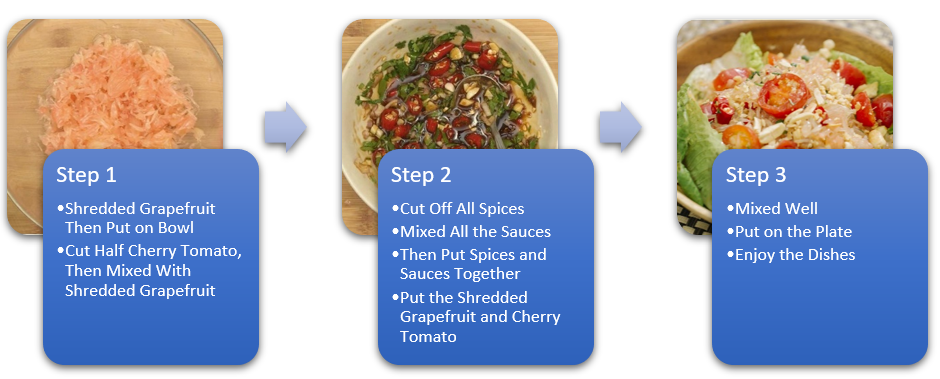 Step 1
•Shredded Grapefruit
Then Put on Bowl
•Cut Half Cherry Tomato,
Then Mixed With
Shredded Grapefruit
Step 2
•Cut Off All Spices
•Mixed All the Sauces
•Then Put Spices and
Sauces Together
•Put the Shredded
Grapefruit and Cherry
Tomato
Step 3
•Mixed Well
•Put on the Plate
•Enjoy the Dishes